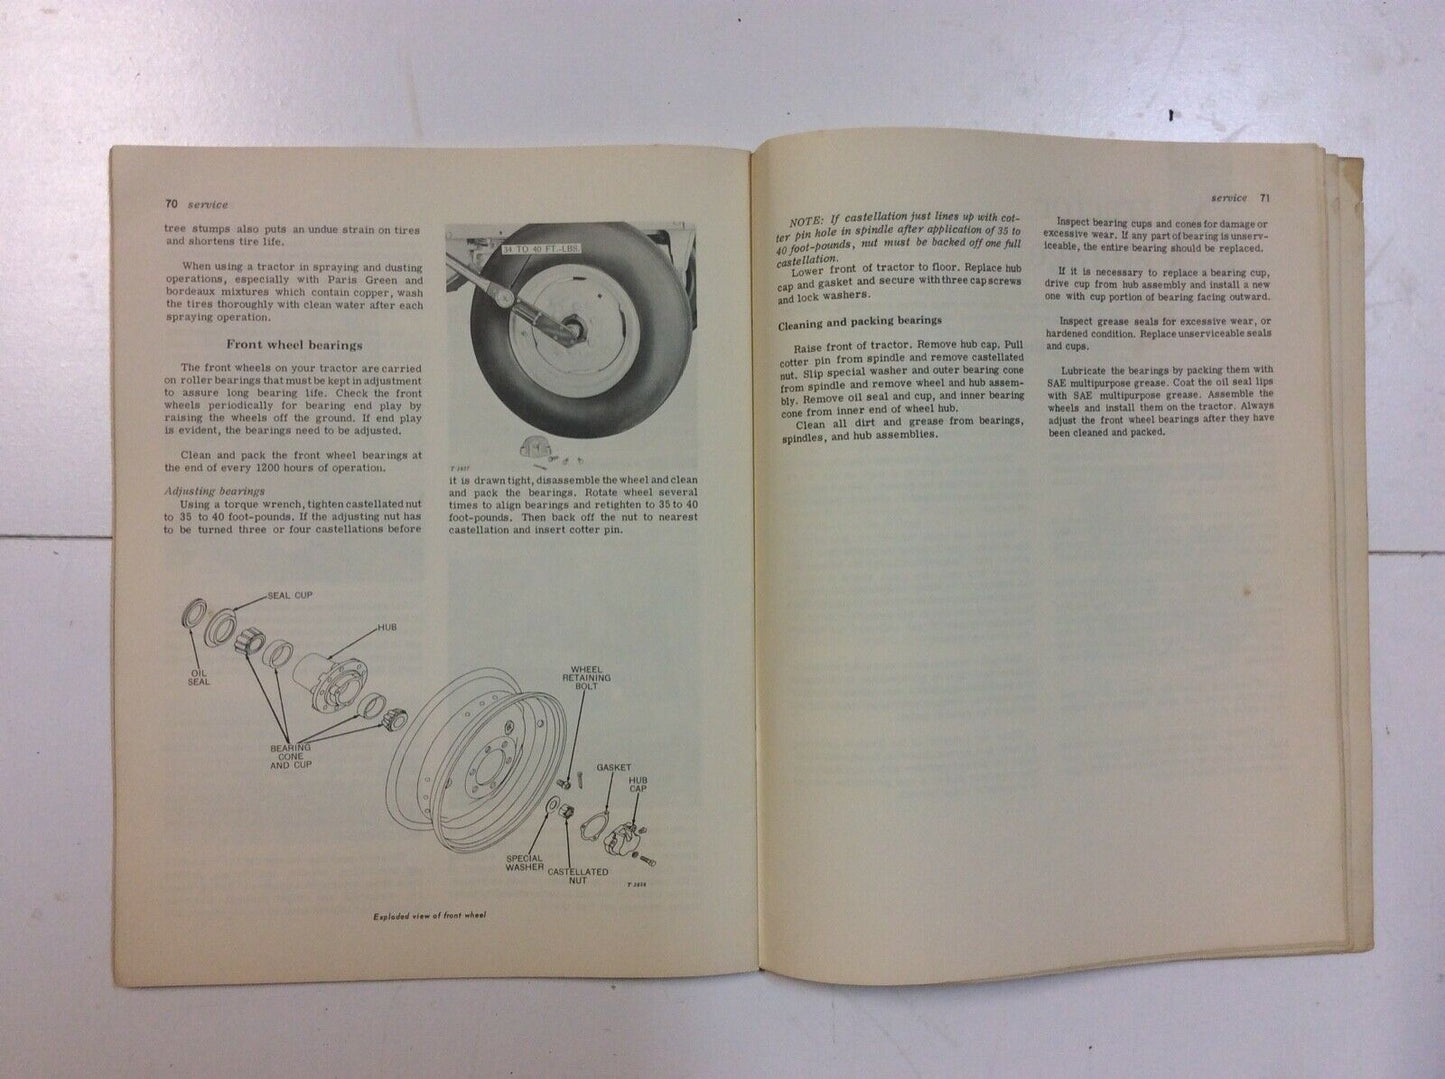 70 service
tree stumps also puts an undue strain on tires
and shortens tire life.
When using a tractor in spraying and dusting
operations, especially with Paris Green and
bordeaux mixtures which contain copper, wash
the tires thoroughly with clean water after each
spraying operation.
Front wheel bearings
The front wheels on your tractor are carried
on roller bearings that must be kept in adjustment
to assure long bearing life. Check the front
wheels periodically for bearing end play by
raising the wheels off the ground. If end play
is evident, the bearings need to be adjusted.
Clean and pack the front wheel bearings at
the end of every 1200 hours of operation.
Adjusting bearings
Using a torque wrench, tighten castellated nut
to 35 to 40 foot-pounds. If the adjusting nut has
to be turned three or four castellations before
34 TO 40 FT.-LBS.
it is drawn tight, disassemble the wheel and clean
and pack the bearings. Rotate wheel several
times to align bearings and retighten to 35 to 40
foot-pounds. Then back off the nut to nearest
castellation and insert cotter pin.
SEAL CUP
HUB
OIL
SEAL
BEARING
CONE
AND CUP
WHEEL
RETAINING
BOLT
GASKET
HUB
CAP
SPECIAL
WASHER
CASTELLATED
NUT
Exploded view of front wheel
service 71
NOTE: If castellation just lines up with cot-
ter pin hole in spindle after application of 35 to
40 foot-pounds, nut must be backed off one full
castellation.
Lower front of tractor to floor. Replace hub
cap and gasket and secure with three cap screws
and lock washers.
Cleaning and packing bearings
Raise front of tractor. Remove hub cap. Pull
cotter pin from spindle and remove castellated
nut. Slip special washer and outer bearing cone
from spindle and remove wheel and hub assem-
bly. Remove oil seal and cup, and inner bearing
cone from inner end of wheel hub.
Clean all dirt and grease from bearings,
spindles, and hub assemblies.
Inspect bearing cups and cones for damage or
excessive wear. If any part of bearing is unserv-
iceable, the entire bearing should be replaced.
If it is necessary to replace a bearing cup,
drive cup from hub assembly and install a new
one with cup portion of bearing facing outward.
Inspect grease seals for excessive wear, or
hardened condition. Replace unserviceable seals
and cups.
Lubricate the bearings by packing them with
SAE multipurpose grease. Coat the oil seal lips
with SAE multipurpose grease. Assemble the
wheels and install them on the tractor. Always
adjust the front wheel bearings after they have
been cleaned and packed.